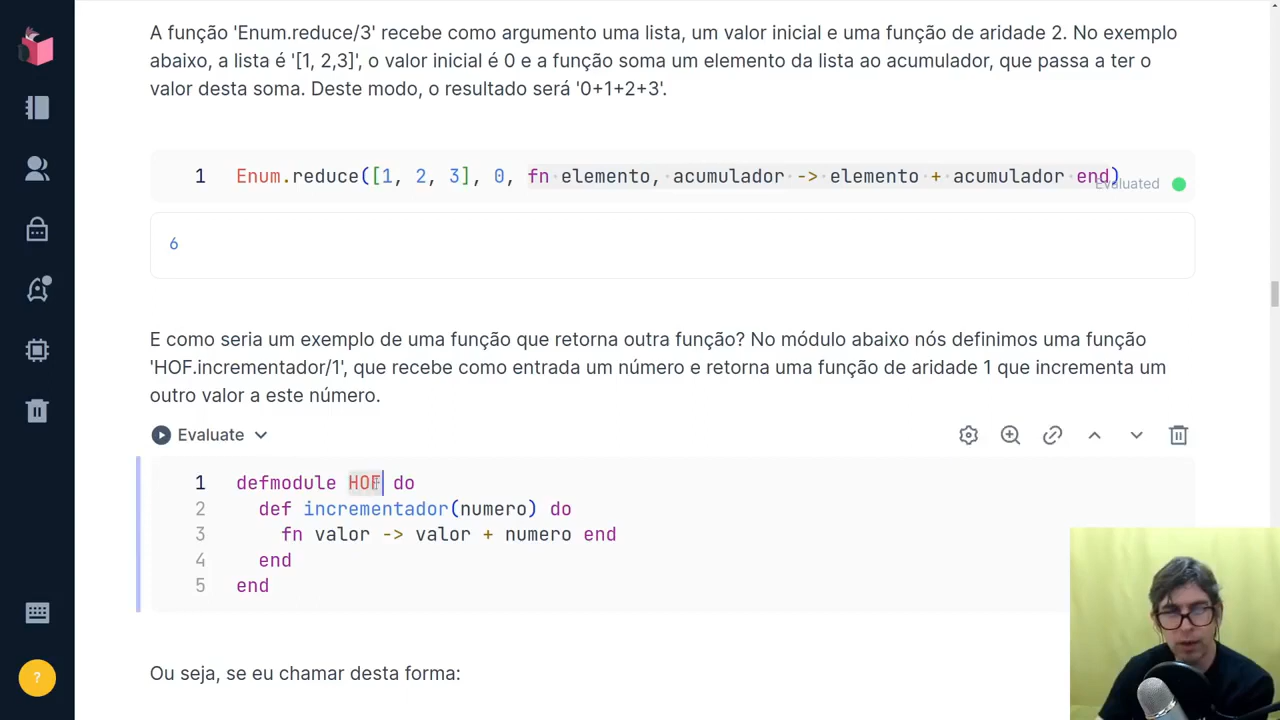 A função 'Enum.reduce/3' recebe como argumento uma lista, um valor inicial e uma função de aridade 2. No exemplo
abaixo, a lista é '[1, 2,3]', o valor inicial é 0 e a função soma um elemento da lista ao acumulador, que passa a ter o
valor desta soma. Deste modo, o resultado será '0+1+2+3'.
1 Enum.reduce([1, 2, 3], 0, fn elemento, acumulador -> elemento + acumulador end)
Evaluated
6
E como seria um exemplo de uma função que retorna outra função? No módulo abaixo nós definimos uma função
'HOF.incrementador/1', que recebe como entrada um número e retorna uma função de aridade 1 que incrementa um
outro valor a este número.
Evaluate
1 defmodule HOF do
2 def incrementador(numero) do
3 fn valor -> valor + numero end
4 end
5 end
Ou seja, se eu chamar desta forma:
?